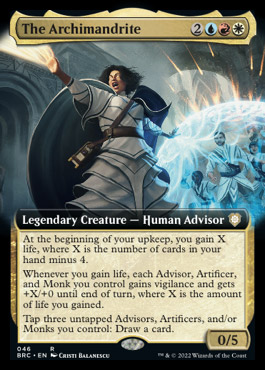 The Archimandrite 2
Legendary Creature — Human Advisor
At the beginning of your upkeep, you gain X
life, where X is the number of cards in your
hand minus 4.
Whenever you gain life, each Advisor, Artificer,
and Monk you control gains vigilance and gets
+X/+0 until end of turn, where X is the amount
of life you gained.
Tap three untapped Advisors, Artificers, and/or
Monks you control: Draw a card.
0/5
046 R
BRC • EN Cristi Balanescu ™ & © 2022 Wizards of the Coast